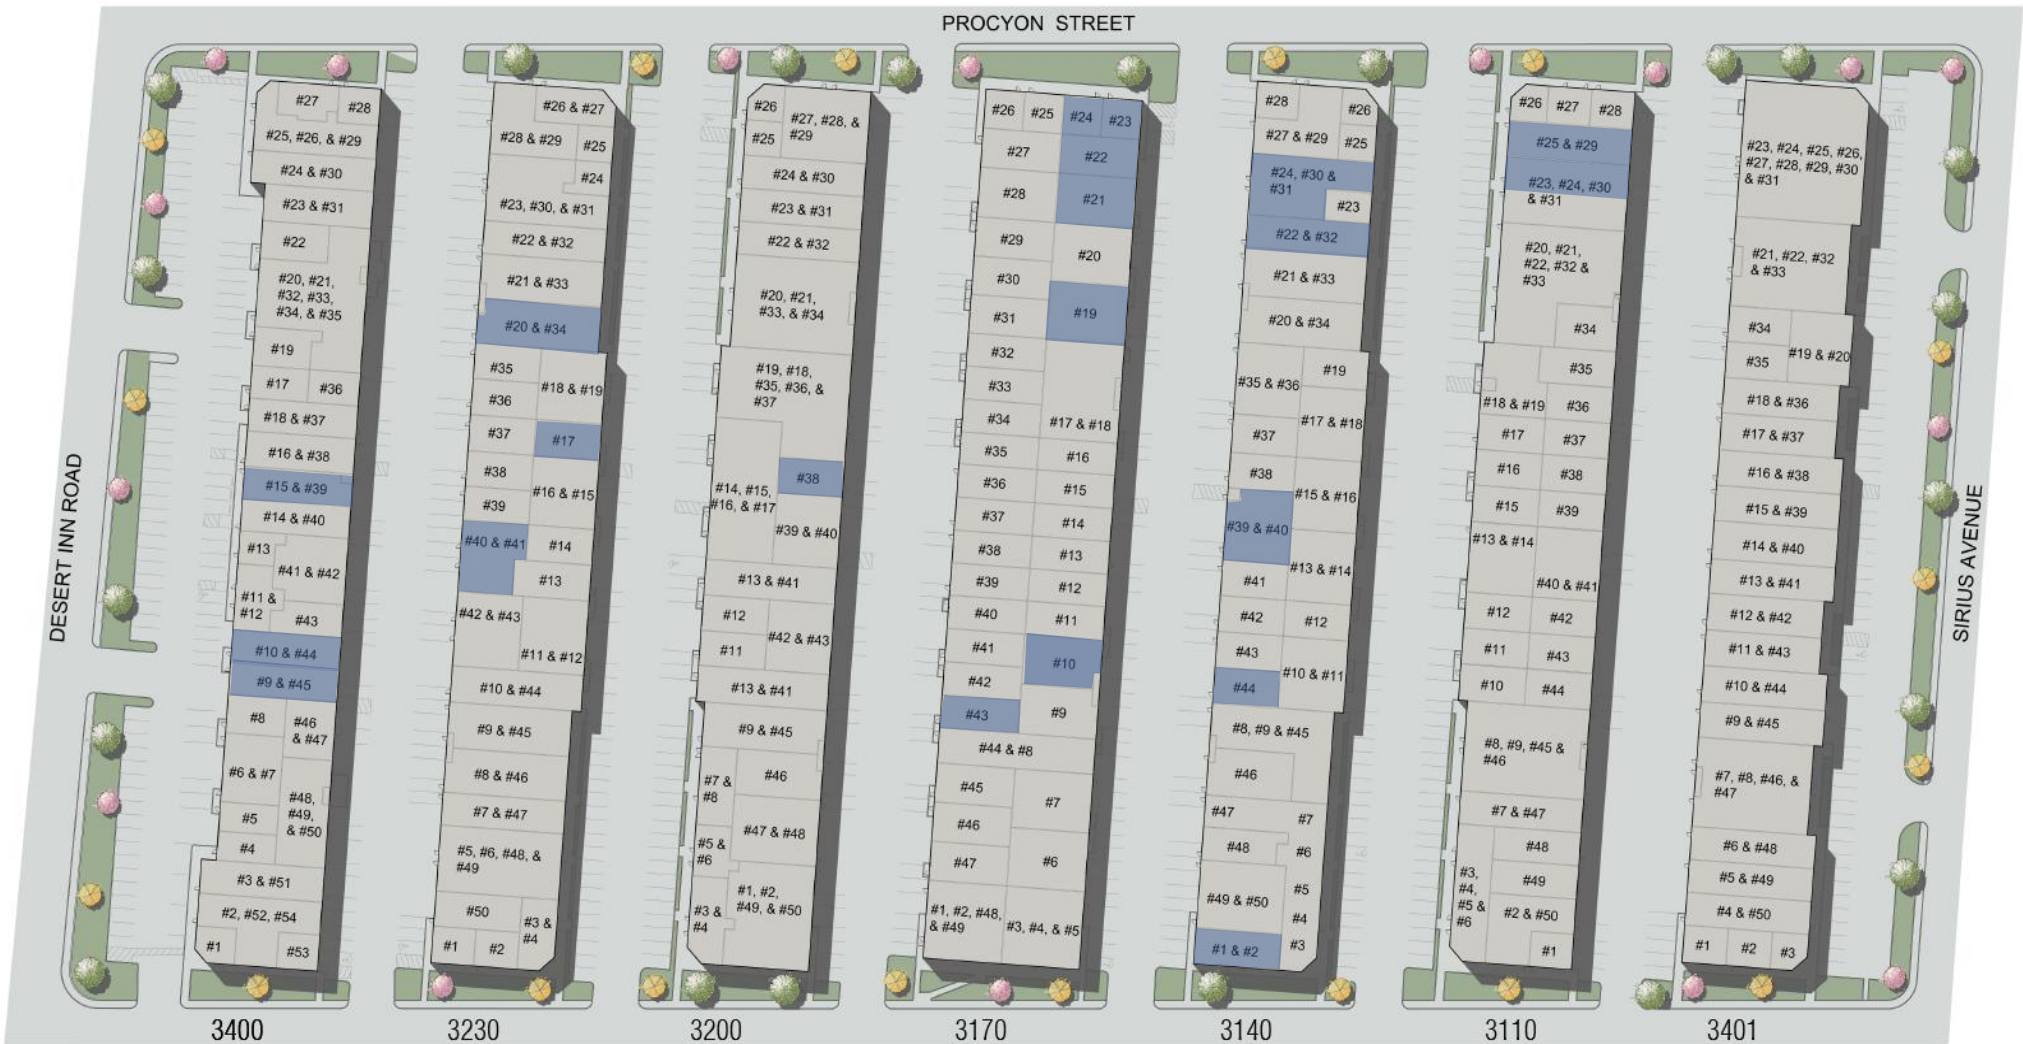 PROCYON STREET
DESERT INN ROAD
#27
#28
#25, #26, & #29
#24 & #30
#23 & #31
#22
#20, #21,
#32, #33,
#34, & #35
#19
#17
#36
#18 & #37
#16 & #38
#15 & #39
#14 & #40
#13
#41 & #42
#11 &
#12
#43
#10 & #44
#9 & #45
#8
#46
& #47
#6 & #7
#48,
#49,
& #50
#5
#4
#3 & #51
#2, #52, #54
#1
#53
3400
#26 & #27
#28 & #29
#25
#24
#23, #30, & #31
#22 & #32
#21 & #33
#20 & #34
#35
#18 & #19
#36
#37
#17
#38
#16 & #15
#39
#40 & #41
#14
#13
#42 & #43
#11 & #12
#10 & #44
#9 & #45
#8 & #46
#7 & #47
#5, #6, #48, &
#49
#50
#3 &
#4
#1
#2
3230
#26
#27, #28, &
#29
#25
#24 & #30
#23 & #31
#22 & #32
#20, #21,
#33, & #34
#19, #18,
#35, #36, &
#37
#38
#14, #15,
#16, & #17
#39 & #40
#13 & #41
#12
#42 & #43
#11
#13 & #41
#9 & #45
#7 &
#8
#46
#47 & #48
#5 &
#6
#1, #2,
#49, & #50
#3 &
#4
3200
#26
#25
#24
#23
#27
#22
#28
#21
#29
#20
#30
#31
#19
#32
#33
#34
#17 & #18
#35
#16
#36
#15
#37
#14
#38
#13
#39
#12
#40
#11
#41
#10
#42
#43
#9
#44 & #8
#45
#7
#46
#47
#6
#1, #2, #48,
& #49
#3, #4, & #5
3170
#28
#26
#27 & #29
#25
#24, #30 &
#31
#23
#22 & #32
#21 & #33
#20 & #34
#19
#35 & #36
#17 & #18
#37
#38
#15 & #16
#39 & #40
#13 & #14
#41
#42
#12
#43
#10 & #11
#44
#8, #9 & #45
#46
#47
#7
#48
#6
#5
#49 & #50
#4
#1 & #2
#3
3140
#26
#27
#28
#25 & #29
#23, #24, #30
& #31
#20, #21,
#22, #32 &
#33
#34
#35
#18 & #19
#36
#17
#37
#16
#38
#15
#39
#13 & #14
#40 & #41
#12
#42
#11
#43
#10
#44
#8, #9, #45 &
#46
#7 & #47
#48
#3,
#4,
#5 &
#6
#49
#2 & #50
#1
3110
#23, #24, #25, #26,
#27, #28, #29, #30
& #31
#21, #22, #32
& #33
#34
#19 & #20
#35
#18 & #36
#17 & #37
#16 & #38
#15 & #39
#14 & #40
#13 & #41
#12 & #42
#11 & #43
#10 & #44
#9 & #45
#7, #8, #46, &
#47
#6 & #48
#5 & #49
#4 & #50
#1
#2
#3
3401
SIRIUS AVENUE